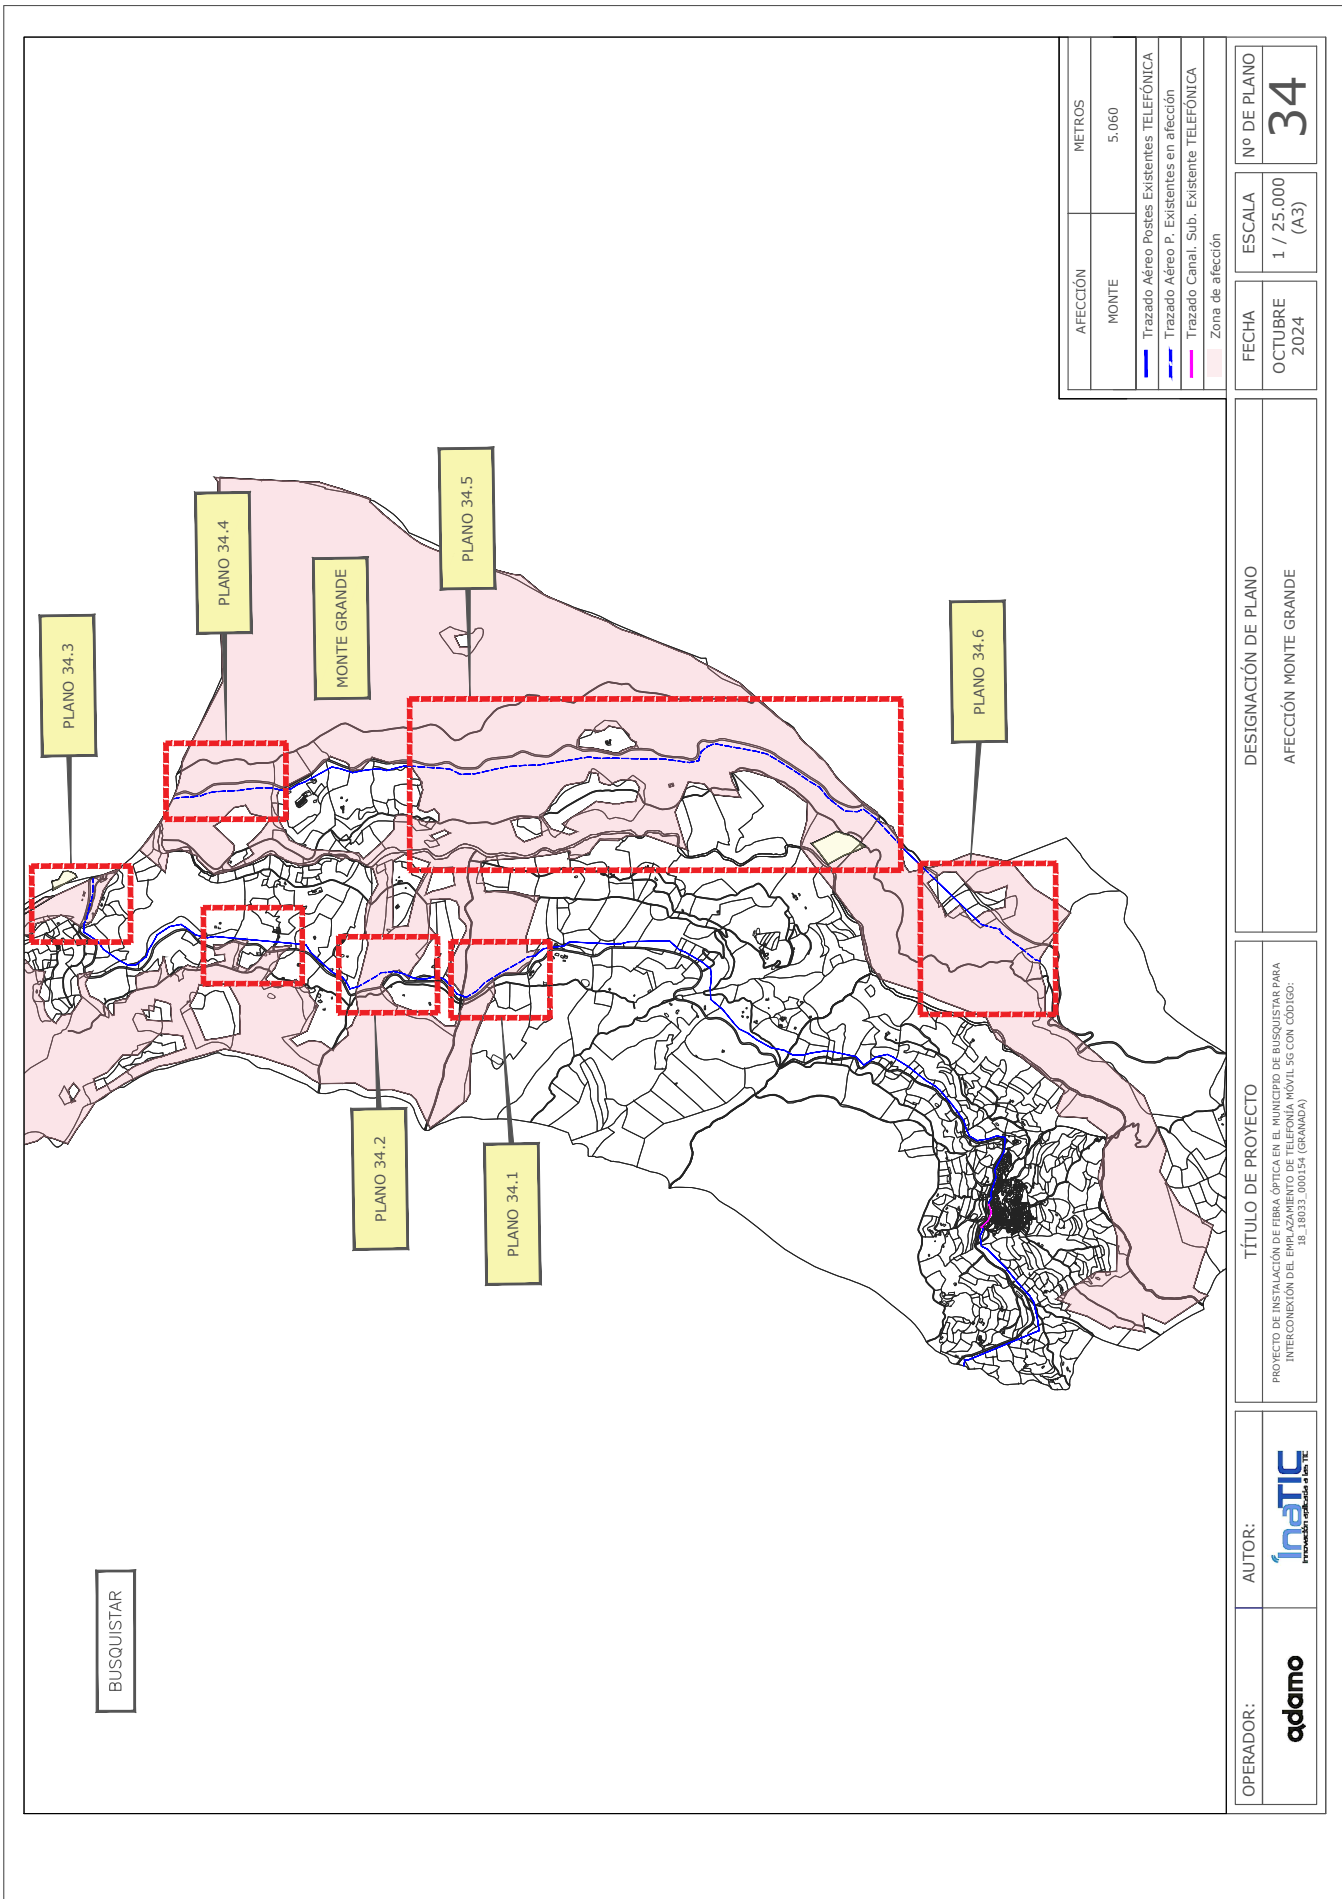 BUSQUISTAR
PLANO 34.3
PLANO 34.4
MONTE GRANDE
PLANO 34.5
PLANO 34.6
PLANO 34.2
PLANO 34.1
AFECCIÓN
METROS
MONTE
5.060
Trazado Aéreo Postes Existentes TELEFÓNICA
Trazado Aéreo P. Existentes en afección
Trazado Canal. Sub. Existente TELEFÓNICA
Zona de afección
OPERADOR:
adamo
AUTOR:
inaTIC
Innovación aplicada a las TIC
TÍTULO DE PROYECTO
PROYECTO DE INSTALACIÓN DE FIBRA ÓPTICA EN EL MUNICIPIO DE BUSQUISTAR PARA
INTERCONEXIÓN DEL EMPLAZAMIENTO DE TELEFONÍA MÓVIL 5G CON CÓDIGO:
18_18033_000154 (GRANADA)
DESIGNACIÓN DE PLANO
AFECCIÓN MONTE GRANDE
FECHA
OCTUBRE
2024
ESCALA
1 / 25.000
(A3)
Nº DE PLANO
34